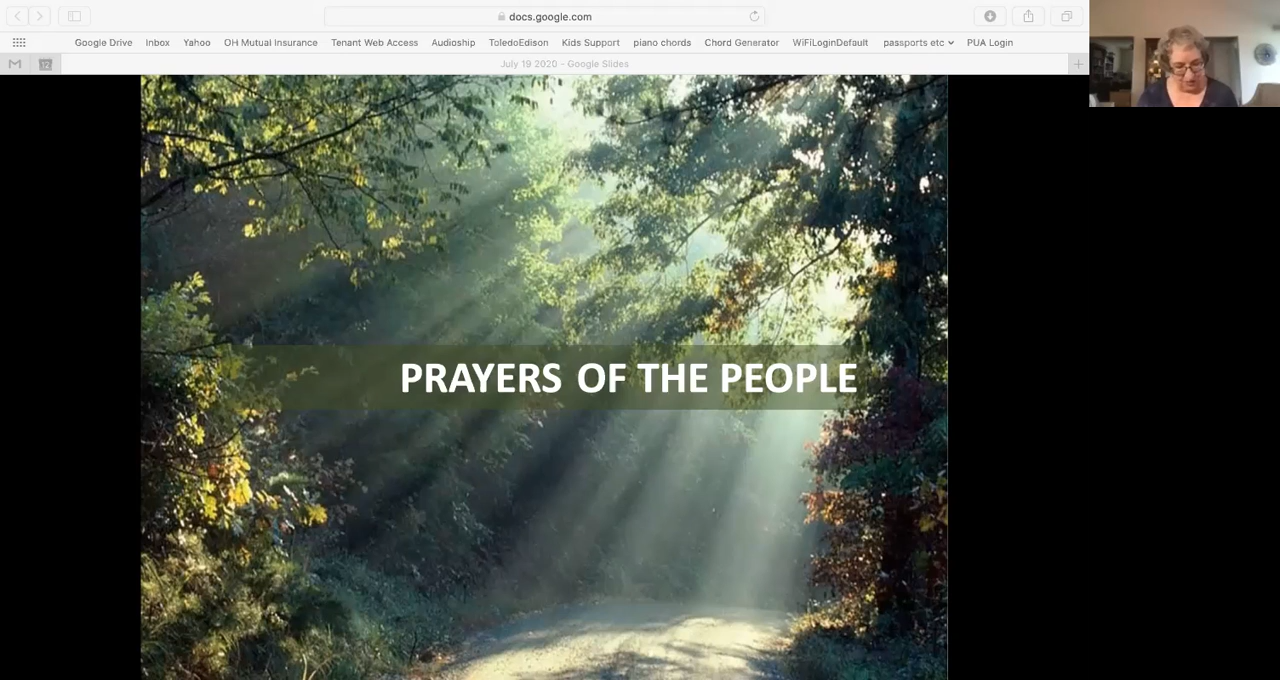 docs.google.com
Google Drive Inbox Yahoo OH Mutual Insurance Tenant Web Access Audioship ToledoEdison Kids Support piano chords Chord Generator WiFiLoginDefault passports etc PUA Login
July 19 2020 - Google Slides
PRAYERS OF THE PEOPLE